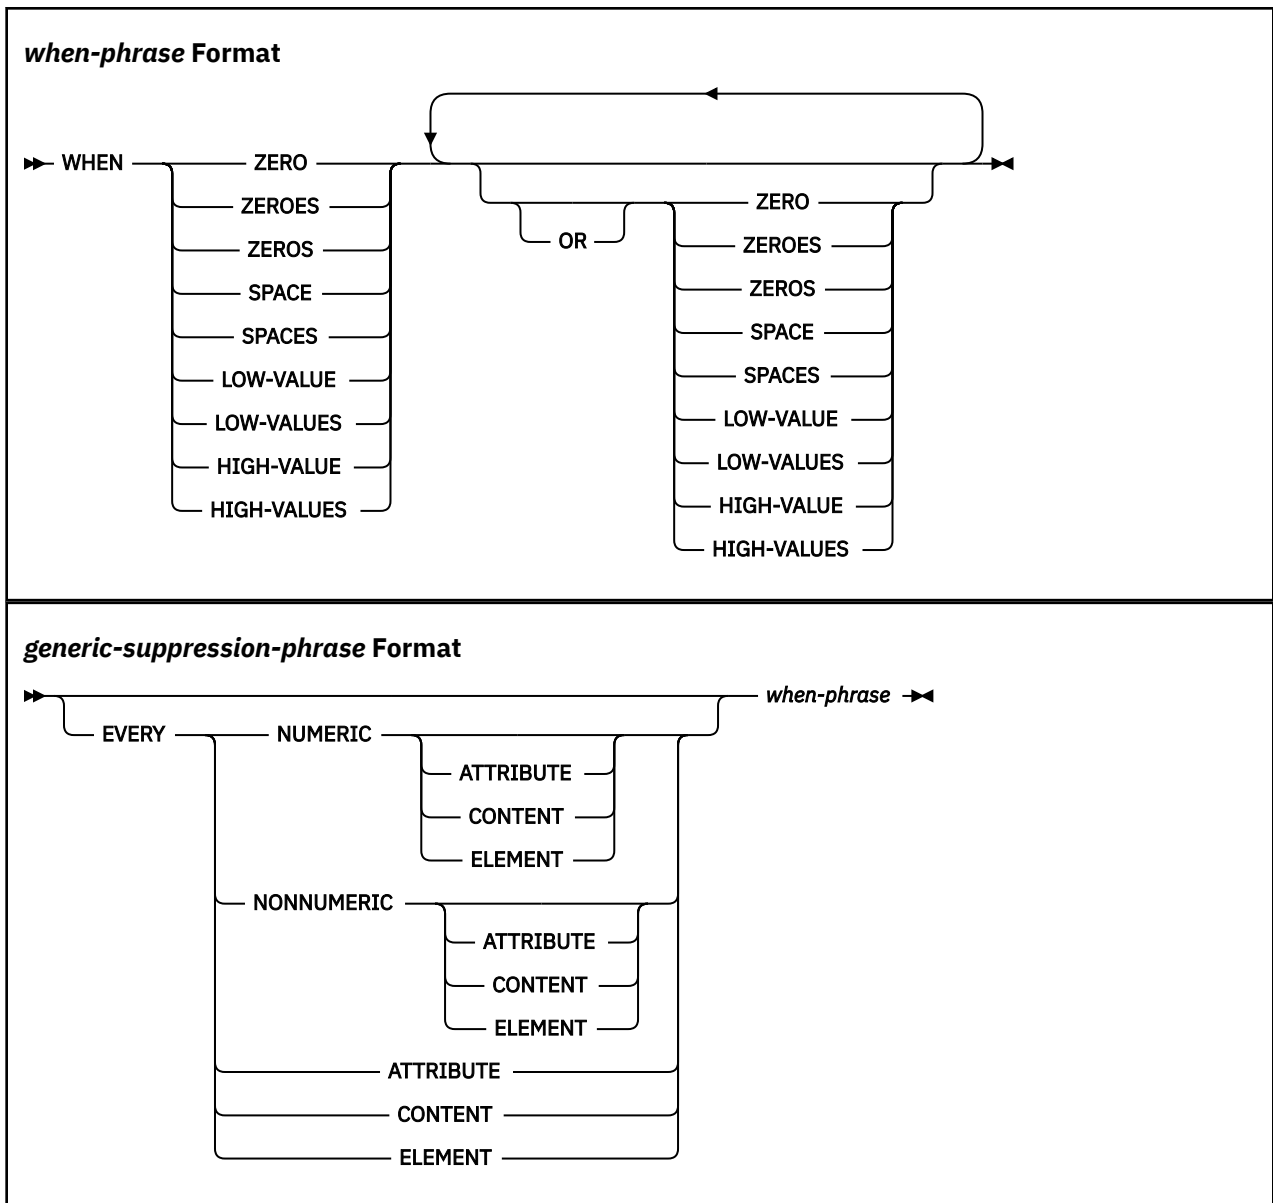 when-phrase Format
WHEN ZERO
ZEROES
ZEROS
SPACE
SPACES
LOW-VALUE
LOW-VALUES
HIGH-VALUE
HIGH-VALUES
OR
ZERO
ZEROES
ZEROS
SPACE
SPACES
LOW-VALUE
LOW-VALUES
HIGH-VALUE
HIGH-VALUES
generic-suppression-phrase Format
when-phrase
EVERY NUMERIC
ATTRIBUTE
CONTENT
ELEMENT
NONNUMERIC
ATTRIBUTE
CONTENT
ELEMENT
ATTRIBUTE
CONTENT
ELEMENT